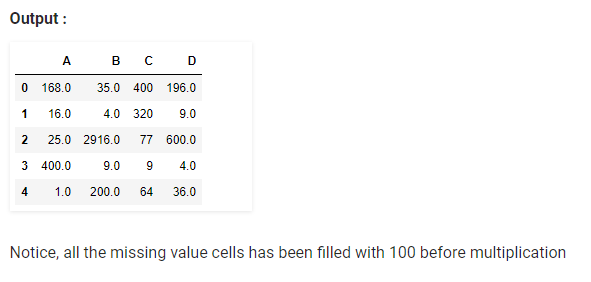 Output :
A B C D
0 168.0 35.0 400 196.0
1 16.0 4.0 320 9.0
2 25.0 2916.0 77 600.0
3 400.0 9.0 9 4.0
4 1.0 200.0 64 36.0
Notice, all the missing value cells has been filled with 100 before multiplication